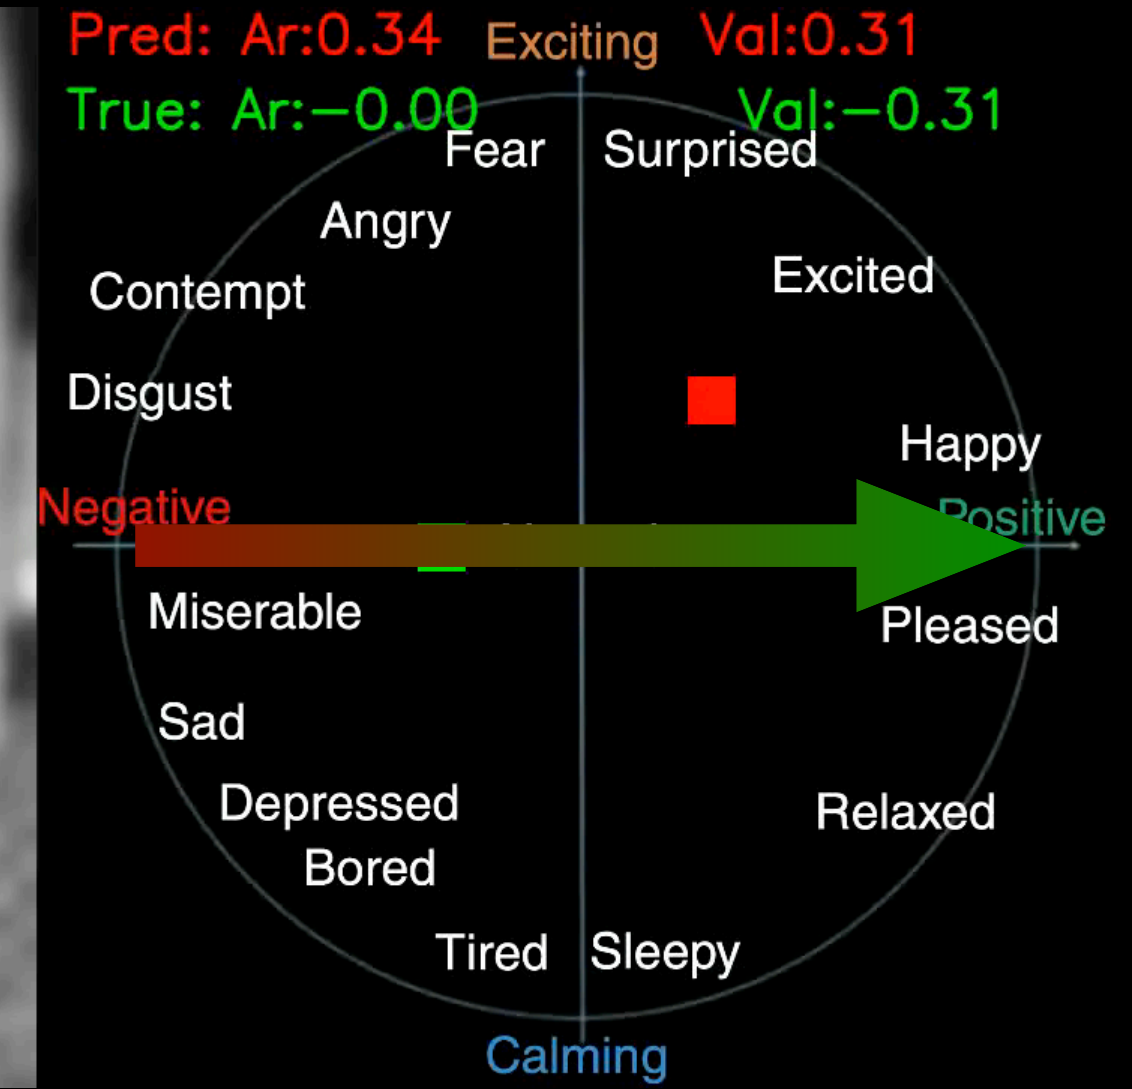 Pred: Ar:0.34 Exciting Val:0.31
True: Ar:-0.00 Val:-0.31
Fear Surprised
Angry
Excited
Contempt
Disgust
Happy
Negative Positive
Miserable
Pleased
Sad
Depressed
Relaxed
Bored
Tired Sleepy
Calming